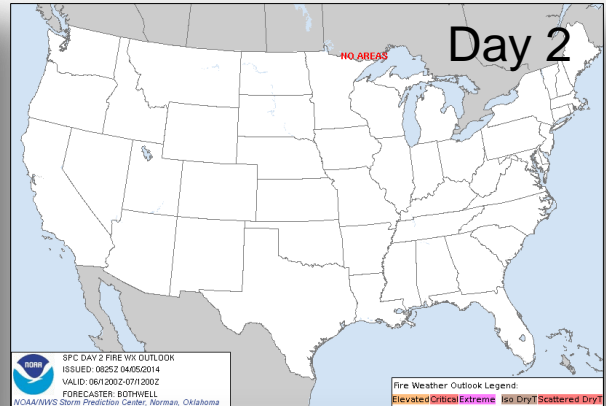 Day 2
NO AREAS
NOAA
SPC DAY 2 FIRE WX OUTLOOK
ISSUED: 0825Z 04/05/2014
VALID: 06/1200Z-07/1200Z
FORECASTER: BOTHWELL
NOAA/NWS Storm Prediction Center, Norman, Oklahoma
Fire Weather Outlook Legend:
Elevated Critical Extreme Iso DryT Scattered DryT